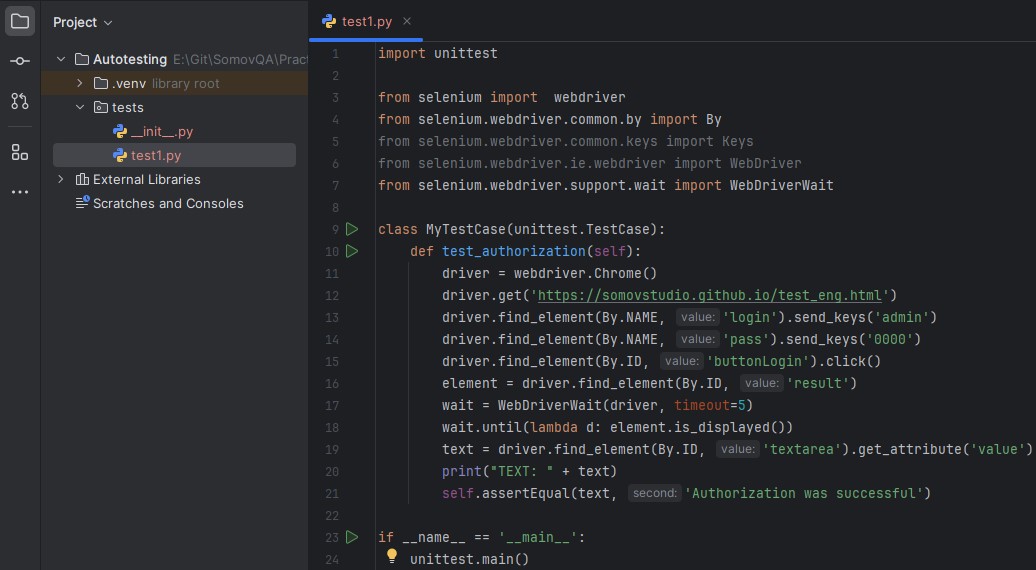 Project
Autotesting E:\Git\SomovQA\Pract
.venv library root
tests
__init__.py
test1.py
External Libraries
Scratches and Consoles
test1.py
1 import unittest
2
3 from selenium import  webdriver
4 from selenium.webdriver.common.by import By
5 from selenium.webdriver.common.keys import Keys
6 from selenium.webdriver.ie.webdriver import WebDriver
7 from selenium.webdriver.support.wait import WebDriverWait
8
9 class MyTestCase(unittest.TestCase):
10     def test_authorization(self):
11         driver = webdriver.Chrome()
12         driver.get('https://somovstudio.github.io/test_eng.html')
13         driver.find_element(By.NAME, value: 'login').send_keys('admin')
14         driver.find_element(By.NAME, value: 'pass').send_keys('0000')
15         driver.find_element(By.ID, value: 'buttonLogin').click()
16         element = driver.find_element(By.ID, value: 'result')
17         wait = WebDriverWait(driver, timeout=5)
18         wait.until(lambda d: element.is_displayed())
19         text = driver.find_element(By.ID, value: 'textarea').get_attribute('value')
20         print("TEXT: " + text)
21         self.assertEqual(text, second: 'Authorization was successful')
22
23 if __name__ == '__main__':
24     unittest.main()